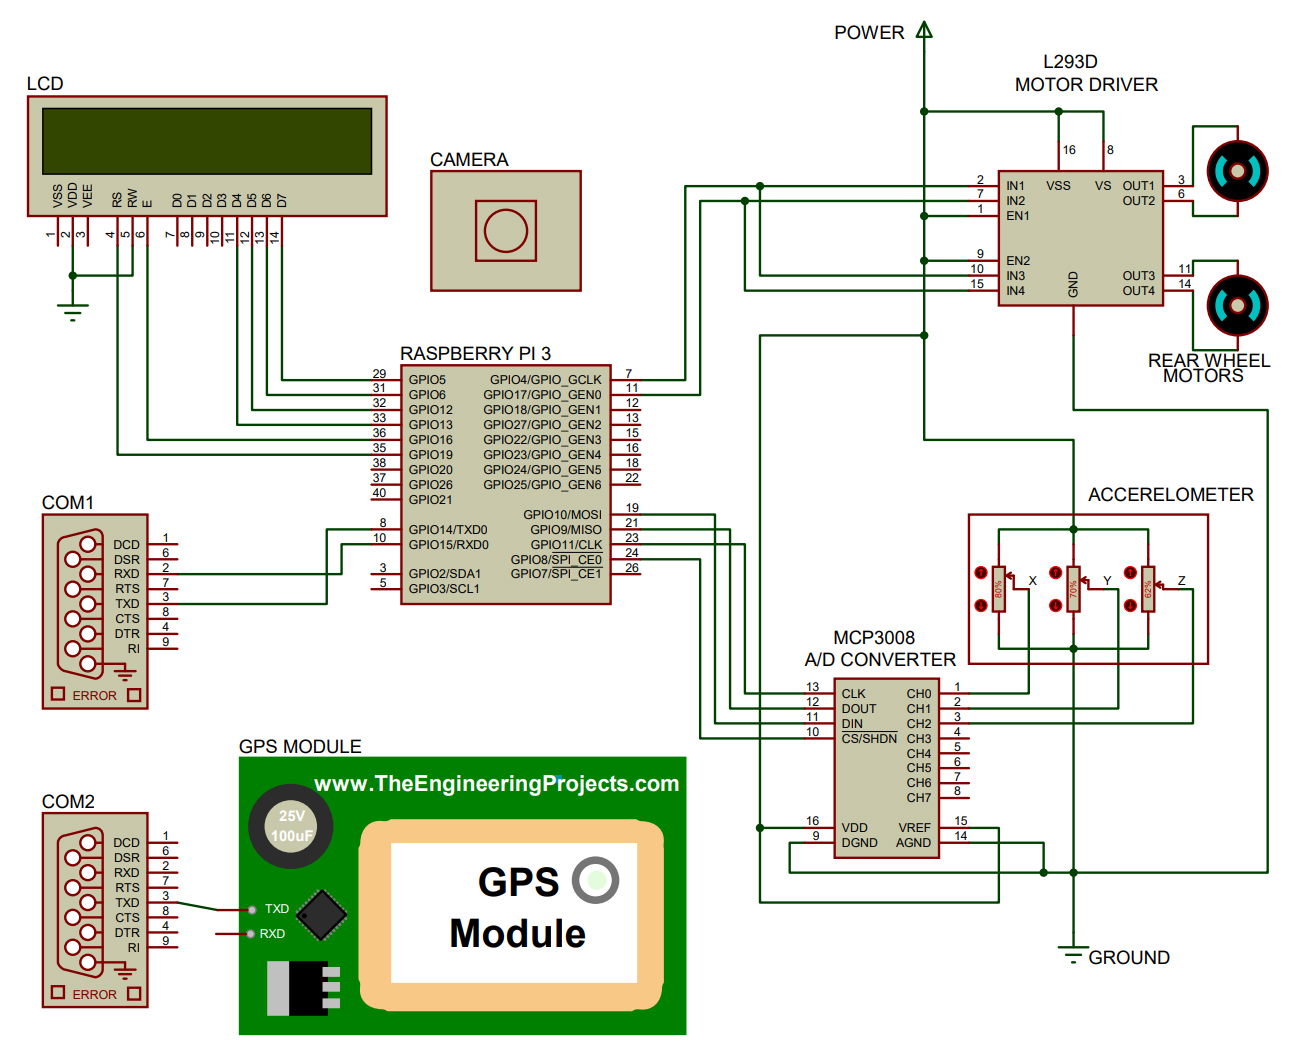 POWER
L293D
MOTOR DRIVER
LCD
VSS
VDD
VEE
RS
RW
E
D0
D1
D2
D3
D4
D5
D6
D7
1
2
3
4
5
6
7
8
9
10
11
12
13
14
CAMERA
16
8
VSS
VS
2 IN1
7 IN2
1 EN1
9 EN2
10 IN3
15 IN4
GND
OUT1 3
OUT2 6
OUT3 11
OUT4 14
REAR WHEEL
MOTORS
RASPBERRY PI 3
29 GPIO5 GPIO4/GPIO_GCLK 7
31 GPIO6 GPIO17/GPIO_GEN0 11
32 GPIO12 GPIO18/GPIO_GEN1 12
33 GPIO13 GPIO27/GPIO_GEN2 13
36 GPIO16 GPIO22/GPIO_GEN3 15
35 GPIO19 GPIO23/GPIO_GEN4 16
38 GPIO20 GPIO24/GPIO_GEN5 18
37 GPIO26 GPIO25/GPIO_GEN6 22
40 GPIO21
GPIO10/MOSI 19
8 GPIO14/TXD0 GPIO9/MISO 21
10 GPIO15/RXD0 GPIO11/CLK 23
GPIO8/SPI_CE0 24
3 GPIO2/SDA1 GPIO7/SPI_CE1 26
5 GPIO3/SCL1
COM1
DCD 1
DSR 6
RXD 2
RTS 7
TXD 3
CTS 8
DTR 4
RI 9
ERROR
ACCERELOMETER
80%
X
70%
Y
62%
Z
MCP3008
A/D CONVERTER
13 CLK CH0 1
12 DOUT CH1 2
11 DIN CH2 3
10 CS/SHDN CH3 4
CH4 5
CH5 6
CH6 7
CH7 8
16 VDD VREF 15
9 DGND AGND 14
GROUND
GPS MODULE
www.TheEngineeringProjects.com
25V
100uF
GPS
Module
TXD
RXD
COM2
DCD 1
DSR 6
RXD 2
RTS 7
TXD 3
CTS 8
DTR 4
RI 9
ERROR